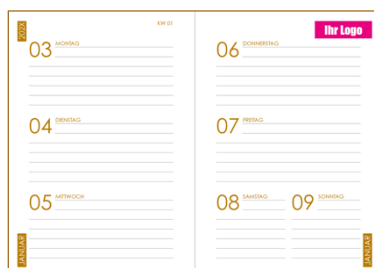 202X
KW 01
03 MONTAG
04 DIENSTAG
05 MITTWOCH
JANUAR
Ihr Logo
06 DONNERSTAG
07 FREITAG
08 SAMSTAG
09 SONNTAG
JANUAR